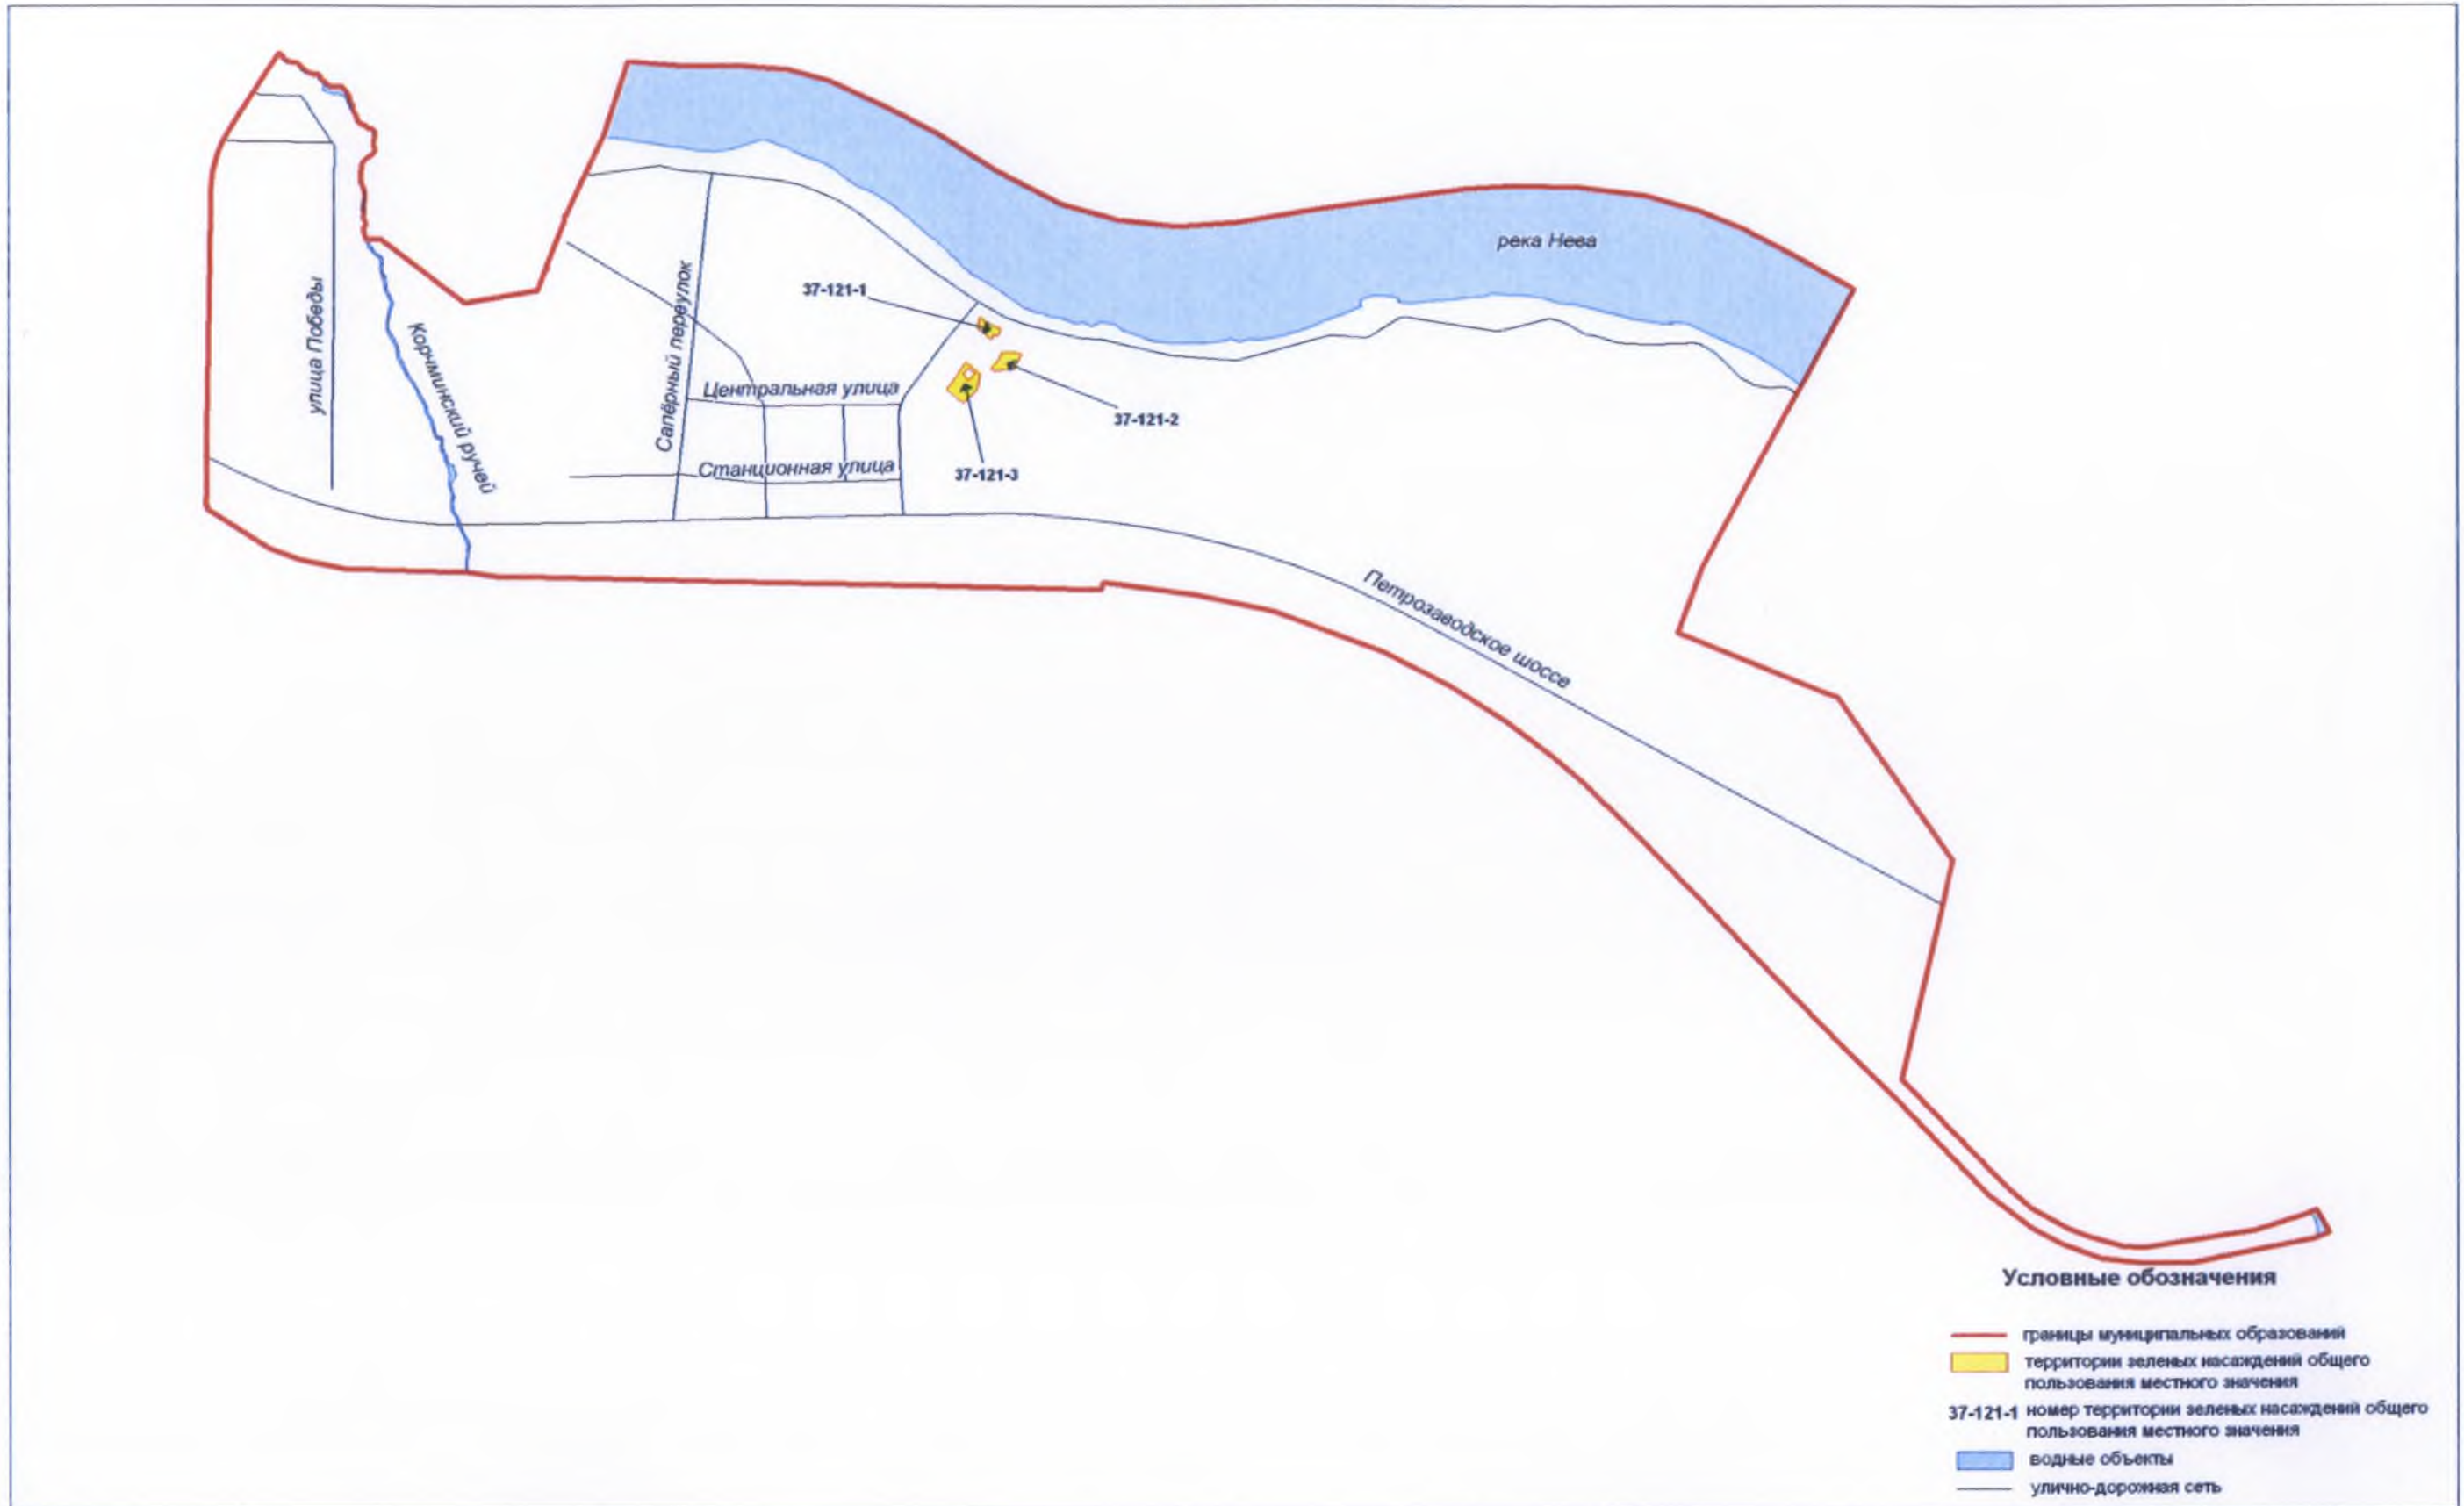 река Нева
37-121-1
улица Победы
Корчминский ручей
Сапёрный переулок
Центральная улица
37-121-2
Станционная улица
37-121-3
Петрозаводское шоссе
Условные обозначения
границы муниципальных образований
территории зеленых насаждений общего
пользования местного значения
37-121-1 номер территории зеленых насаждений общего
пользования местного значения
водные объекты
улично-дорожная сеть